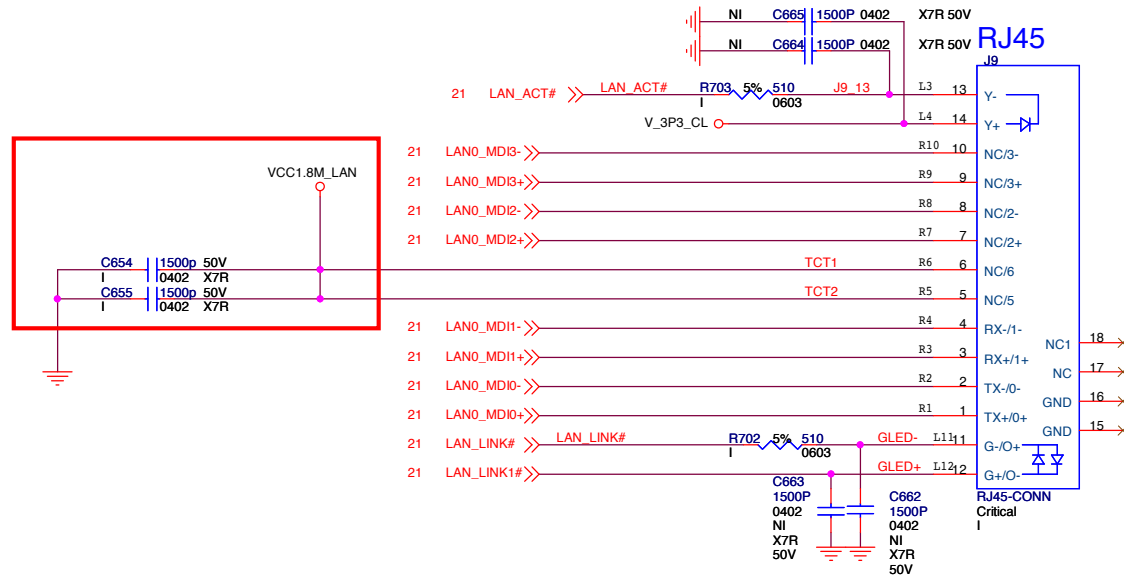 NI C665 1500P 0402 X7R 50V
NI C664 1500P 0402 X7R 50V
RJ45
J9
21 LAN_ACT# LAN_ACT# R703 5% 510 J9_13 L3 13 Y-
I 0603
V_3P3_CL L4 14 Y+
21 LAN0_MDI3- R10 10 NC/3-
VCC1.8M_LAN
21 LAN0_MDI3+ R9 9 NC/3+
21 LAN0_MDI2- R8 8 NC/2-
21 LAN0_MDI2+ R7 7 NC/2+
C654 1500p 50V TCT1 R6 6 NC/6
I 0402 X7R
C655 1500p 50V TCT2 R5 5 NC/5
I 0402 X7R
21 LAN0_MDI1- R4 4 RX-/1-
NC1 18
21 LAN0_MDI1+ R3 3 RX+/1+
NC 17
21 LAN0_MDI0- R2 2 TX-/0-
GND 16
21 LAN0_MDI0+ R1 1 TX+/0+
GND 15
21 LAN_LINK# LAN_LINK# R702 5% 510 GLED- L11 11 G-/O+
I 0603
21 LAN_LINK1# GLED+ L12 12 G+/O-
C663
1500P
0402
NI
X7R
50V
C662
1500P
0402
NI
X7R
50V
RJ45-CONN
Critical
I